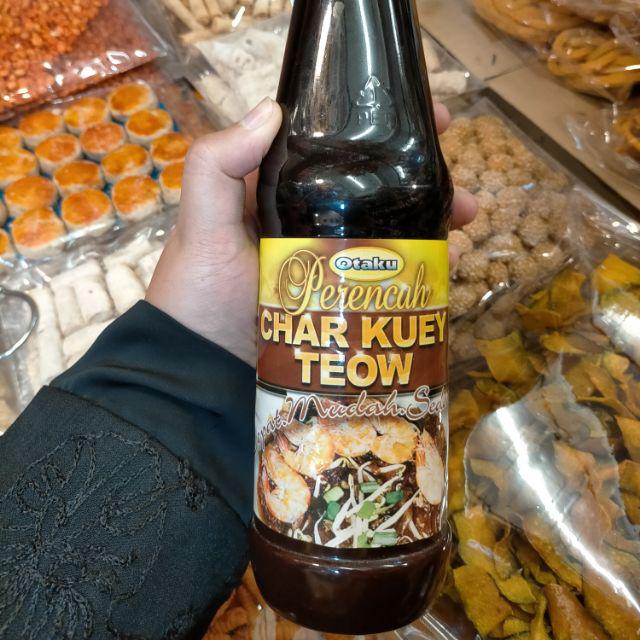 Otaku
Perencah
CHAR KUEY
TEOW
Mudah.